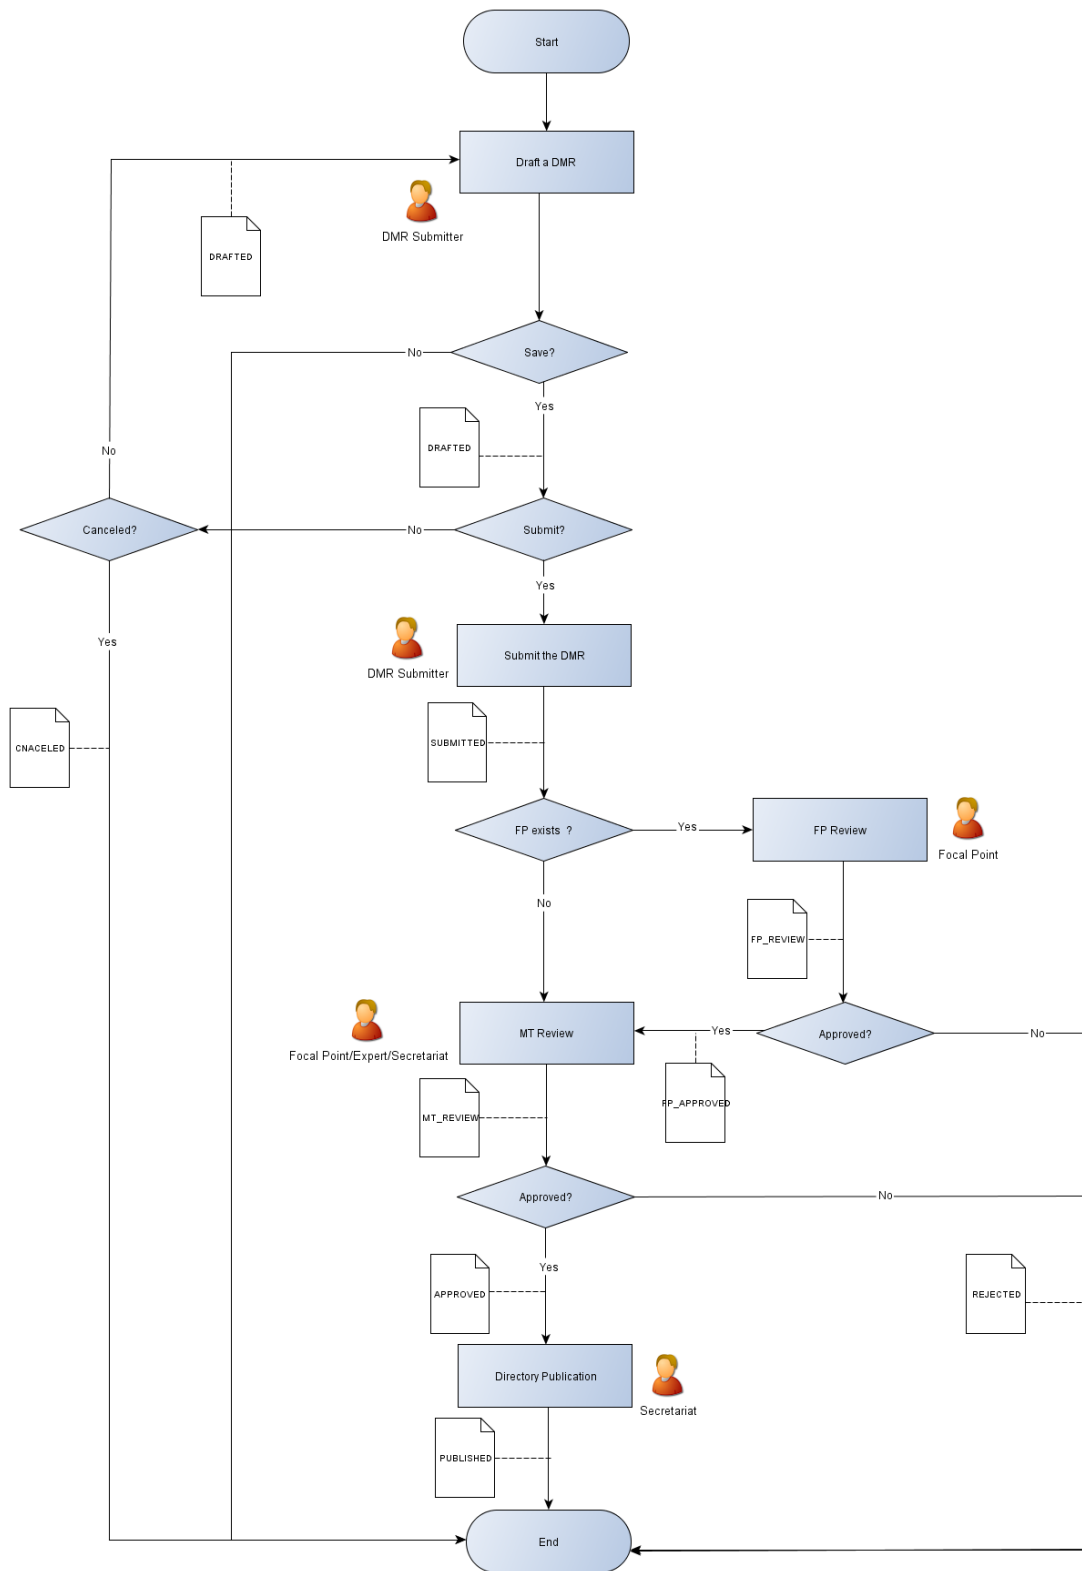 Start
Draft a DMR
DMR Submitter
DRAFTED
No
Save?
Yes
DRAFTED
No
Canceled?
No
Submit?
Yes
Yes
DMR Submitter
Submit the DMR
CNACELED
SUBMITTED
FP exists ?
Yes
FP Review
Focal Point
No
FP_REVIEW
Focal Point/Expert/Secretariat
MT Review
Yes
Approved?
No
FP_APPROVED
MT_REVIEW
Approved?
No
Yes
APPROVED
REJECTED
Directory Publication
Secretariat
PUBLISHED
End